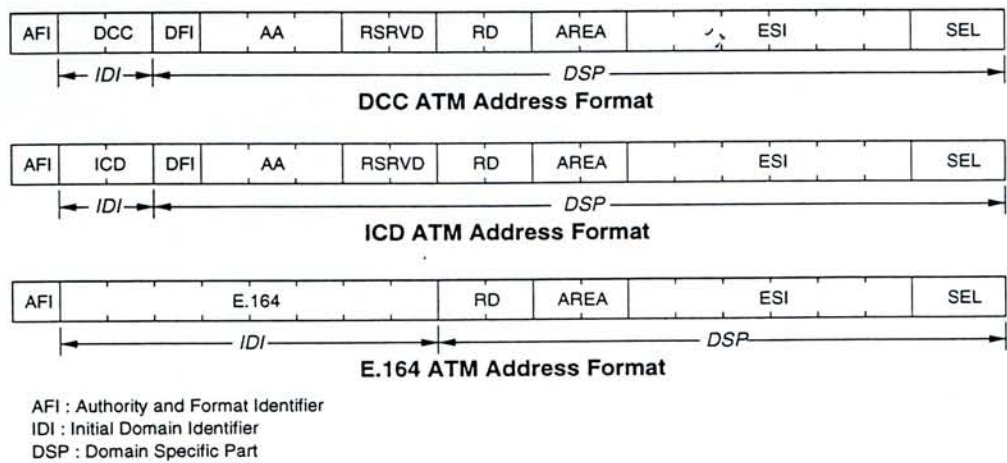 AFI DCC DFI AA RSRVD RD AREA ESI SEL
IDI DSP
DCC ATM Address Format
AFI ICD DFI AA RSRVD RD AREA ESI SEL
IDI DSP
ICD ATM Address Format
AFI E.164 RD AREA ESI SEL
IDI DSP
E.164 ATM Address Format
AFI : Authority and Format Identifier
IDI : Initial Domain Identifier
DSP : Domain Specific Part